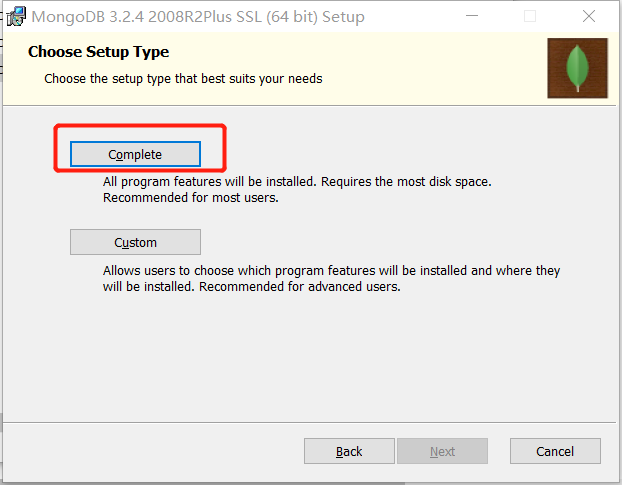 MongoDB 3.2.4 2008R2Plus SSL (64 bit) Setup
Choose Setup Type
Choose the setup type that best suits your needs
Complete
All program features will be installed. Requires the most disk space.
Recommended for most users.
Custom
Allows users to choose which program features will be installed and where they
will be installed. Recommended for advanced users.
Back
Next
Cancel